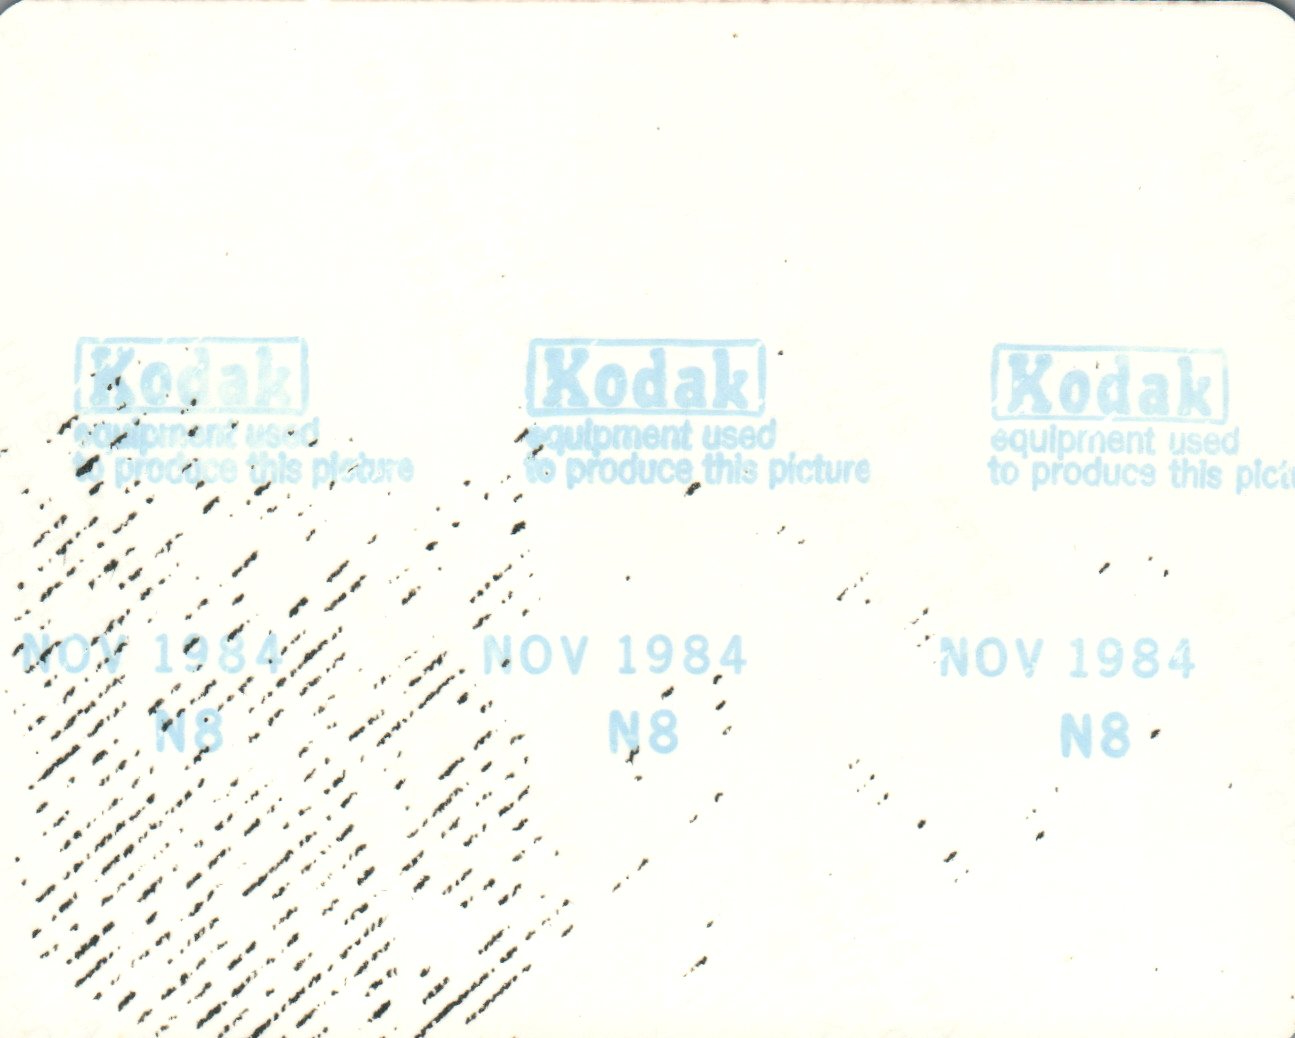 Kodak Kodak Kodak
equipment used equipment used equipment used
to produce this picture to produce this picture to produce this pictu
NOV 1984 NOV 1984 NOV 1984
N8 N8 N8